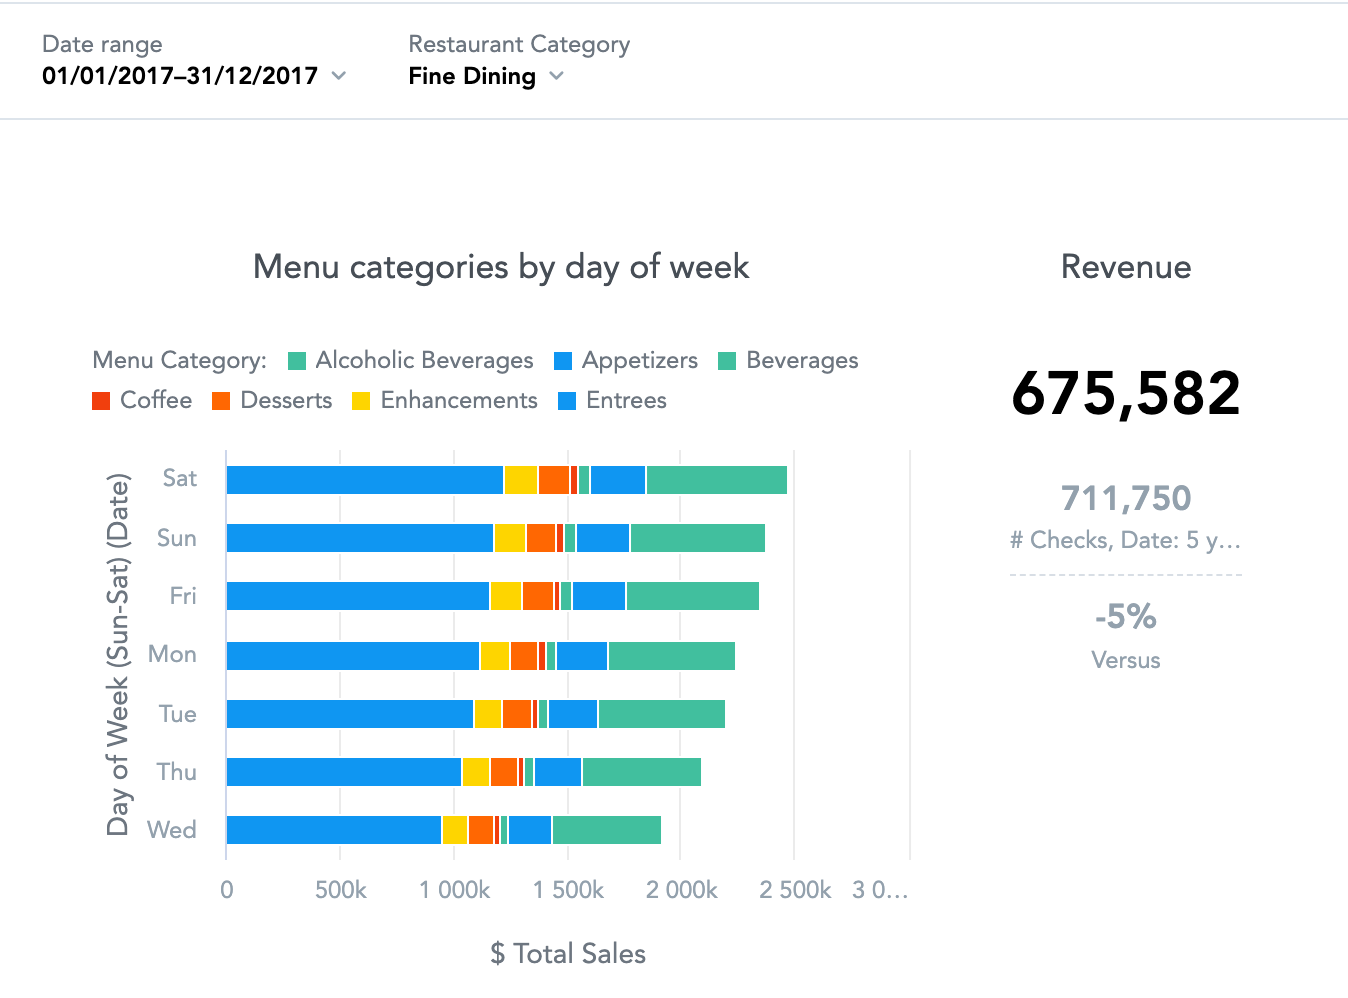 Date range
01/01/2017–31/12/2017
Restaurant Category
Fine Dining
Menu categories by day of week
Menu Category: Alcoholic Beverages Appetizers Beverages
Coffee Desserts Enhancements Entrees
Day of Week (Sun-Sat) (Date)
Sat
Sun
Fri
Mon
Tue
Thu
Wed
0 500k 1 000k 1 500k 2 000k 2 500k 3 0...
$ Total Sales
Revenue
675,582
711,750
# Checks, Date: 5 y...
-5%
Versus